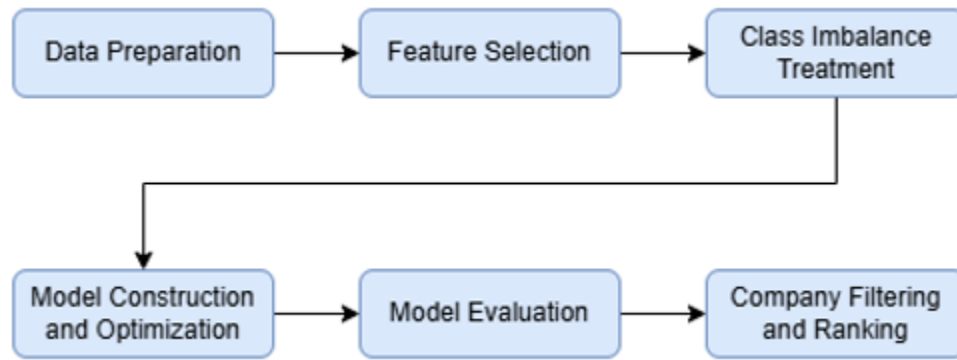 Data Preparation
Feature Selection
Class Imbalance
Treatment
Model Construction
and Optimization
Model Evaluation
Company Filtering
and Ranking